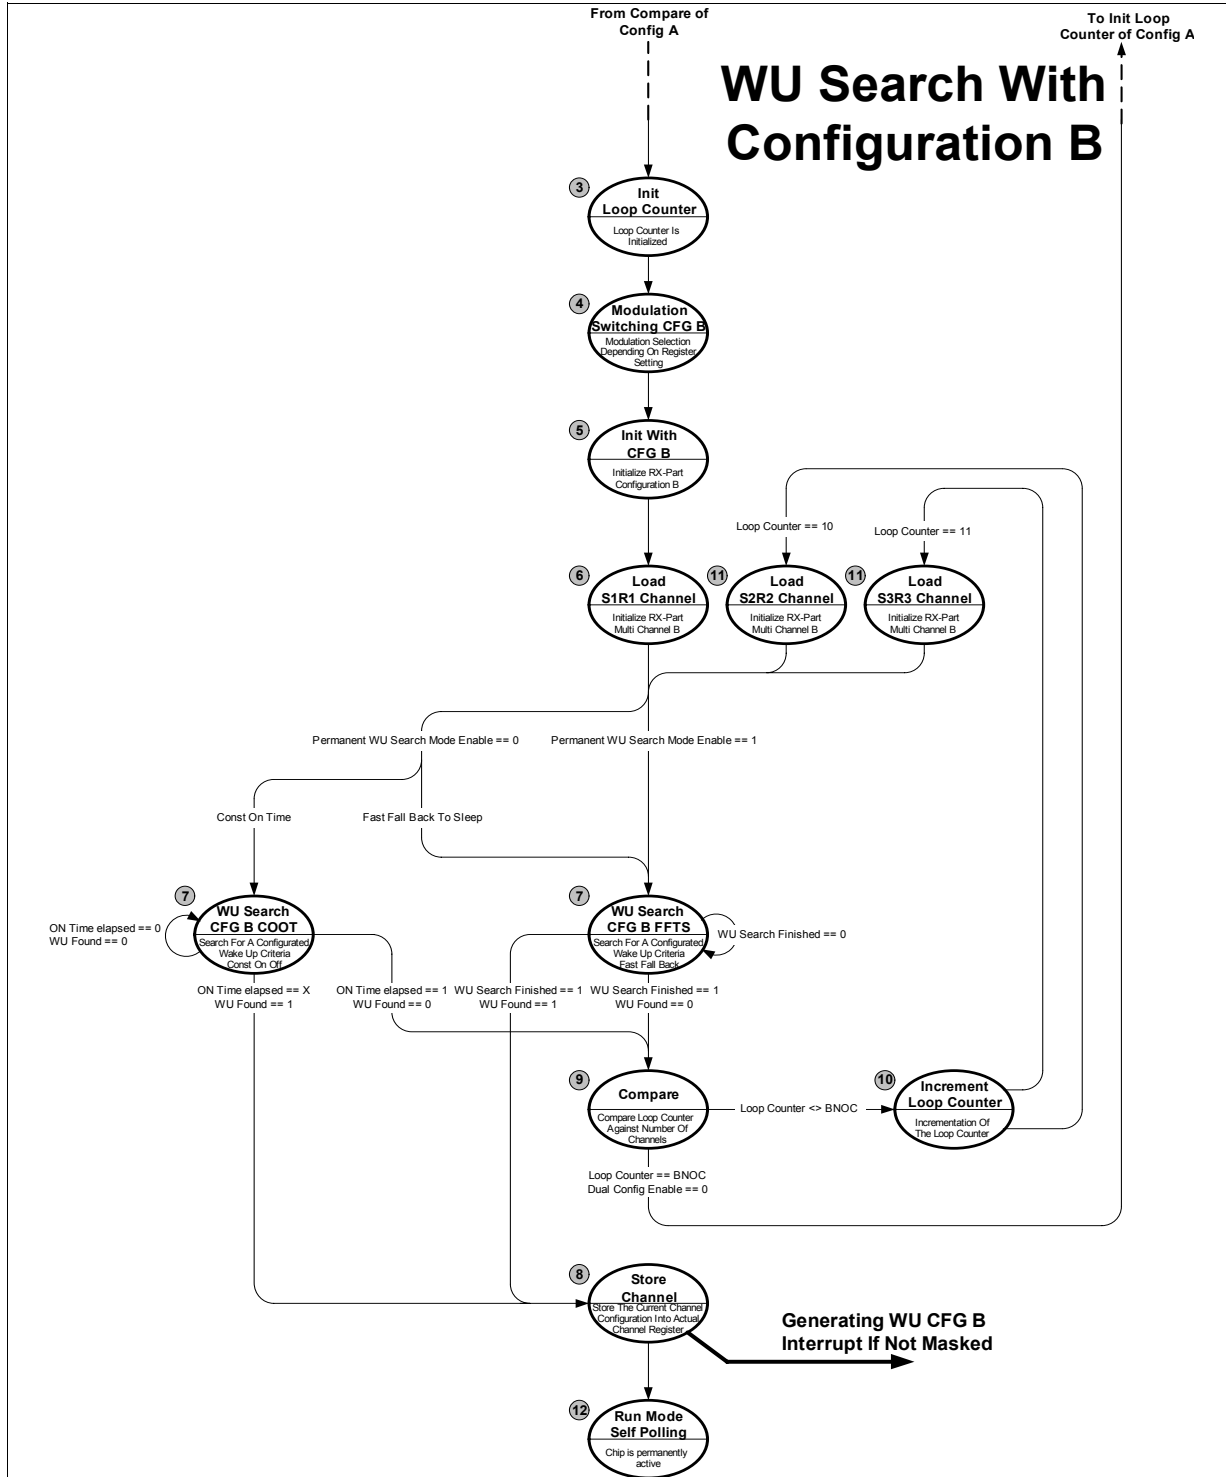 From Compare of
Config A
To Init Loop
Counter of Config A
WU Search With
Configuration B
3
Init
Loop Counter
Loop Counter Is
Initialized
4
Modulation
Switching CFG B
Modulation Selection
Depending On Register
Setting
5
Init With
CFG B
Initialize RX-Part
Configuration B
Loop Counter == 10
Loop Counter == 11
6
Load
S1R1 Channel
Initialize RX-Part
Multi Channel B
11
Load
S2R2 Channel
Initialize RX-Part
Multi Channel B
11
Load
S3R3 Channel
Initialize RX-Part
Multi Channel B
Permanent WU Search Mode Enable == 0
Permanent WU Search Mode Enable == 1
Const On Time
Fast Fall Back To Sleep
7
WU Search
CFG B COOT
Search For A Configurated
Wake Up Criteria
Const On Off
ON Time elapsed == 0
WU Found == 0
7
WU Search
CFG B FFTS
Search For A Configurated
Wake Up Criteria
Fast Fall Back
WU Search Finished == 0
ON Time elapsed == X
WU Found == 1
ON Time elapsed == 1
WU Found == 0
WU Search Finished == 1
WU Found == 1
WU Search Finished == 1
WU Found == 0
9
Compare
Compare Loop Counter
Against Number Of
Channels
Loop Counter <> BNOC
10
Increment
Loop Counter
Incrementation Of
The Loop Counter
Loop Counter == BNOC
Dual Config Enable == 0
8
Store
Channel
Store The Current Channel
Configuration Into Actual
Channel Register
Generating WU CFG B
Interrupt If Not Masked
12
Run Mode
Self Polling
Chip is permanently
active